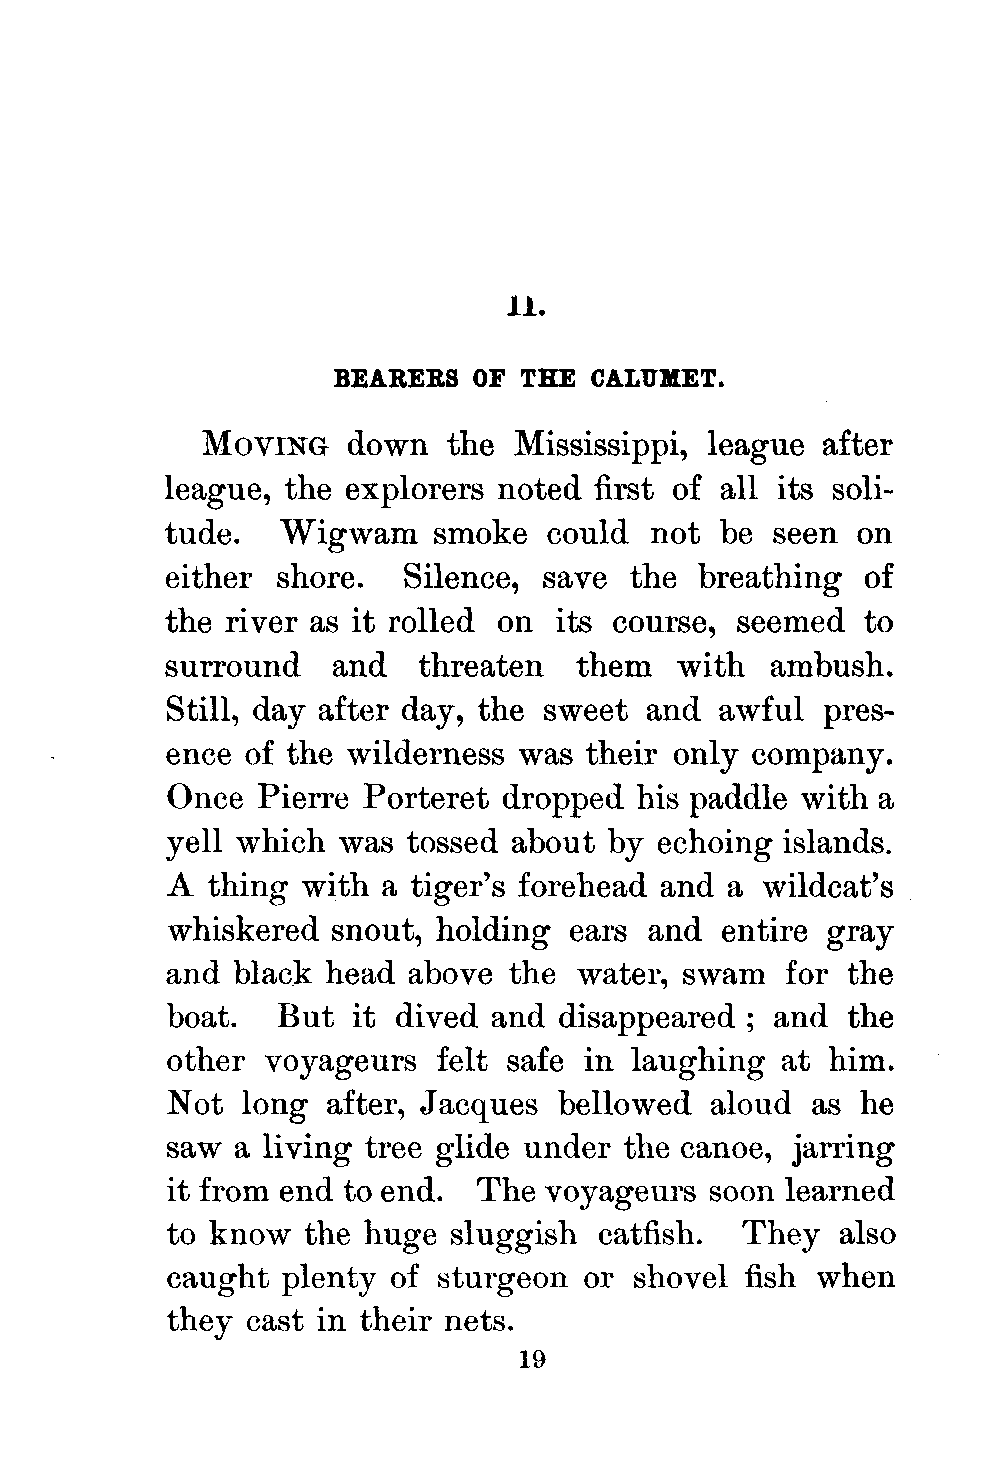 II.
BEARERS OF THE CALUMET.
MOVING down the Mississippi, league after
league, the explorers noted first of all its soli-
tude. Wigwam smoke could not be seen on
either shore. Silence, save the breathing of
the river as it rolled on its course, seemed to
surround and threaten them with ambush.
Still, day after day, the sweet and awful pres-
ence of the wilderness was their only company.
Once Pierre Porteret dropped his paddle with a
yell which was tossed about by echoing islands.
A thing with a tiger's forehead and a wildcat's
whiskered snout, holding ears and entire gray
and black head above the water, swam for the
boat. But it dived and disappeared ; and the
other voyageurs felt safe in laughing at him.
Not long after, Jacques bellowed aloud as he
saw a living tree glide under the canoe, jarring
it from end to end. The voyageurs soon learned
to know the huge sluggish catfish. They also
caught plenty of sturgeon or shovel fish when
they cast in their nets.
19